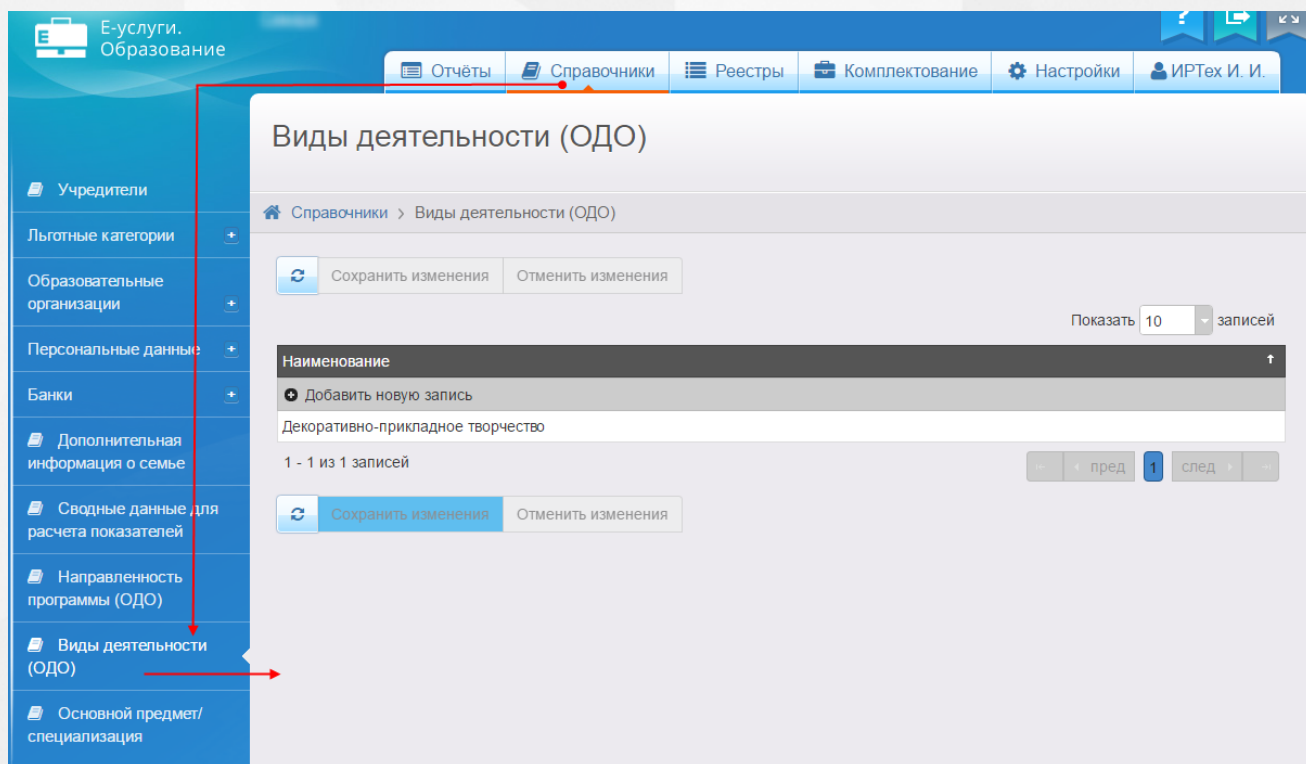 Е-услуги.
Образование
?
Отчёты Справочники Реестры Комплектование Настройки ИРТех И. И.
Виды деятельности (ОДО)
Справочники > Виды деятельности (ОДО)
Учредители
Льготные категории
Образовательные
организации
Персональные данные
Банки
Дополнительная
информация о семье
Сводные данные для
расчета показателей
Направленность
программы (ОДО)
Виды деятельности
(ОДО)
Основной предмет/
специализация
Сохранить изменения Отменить изменения
Показать 10 записей
Наименование
Добавить новую запись
Декоративно-прикладное творчество
1 - 1 из 1 записей
пред 1 след
Сохранить изменения Отменить изменения